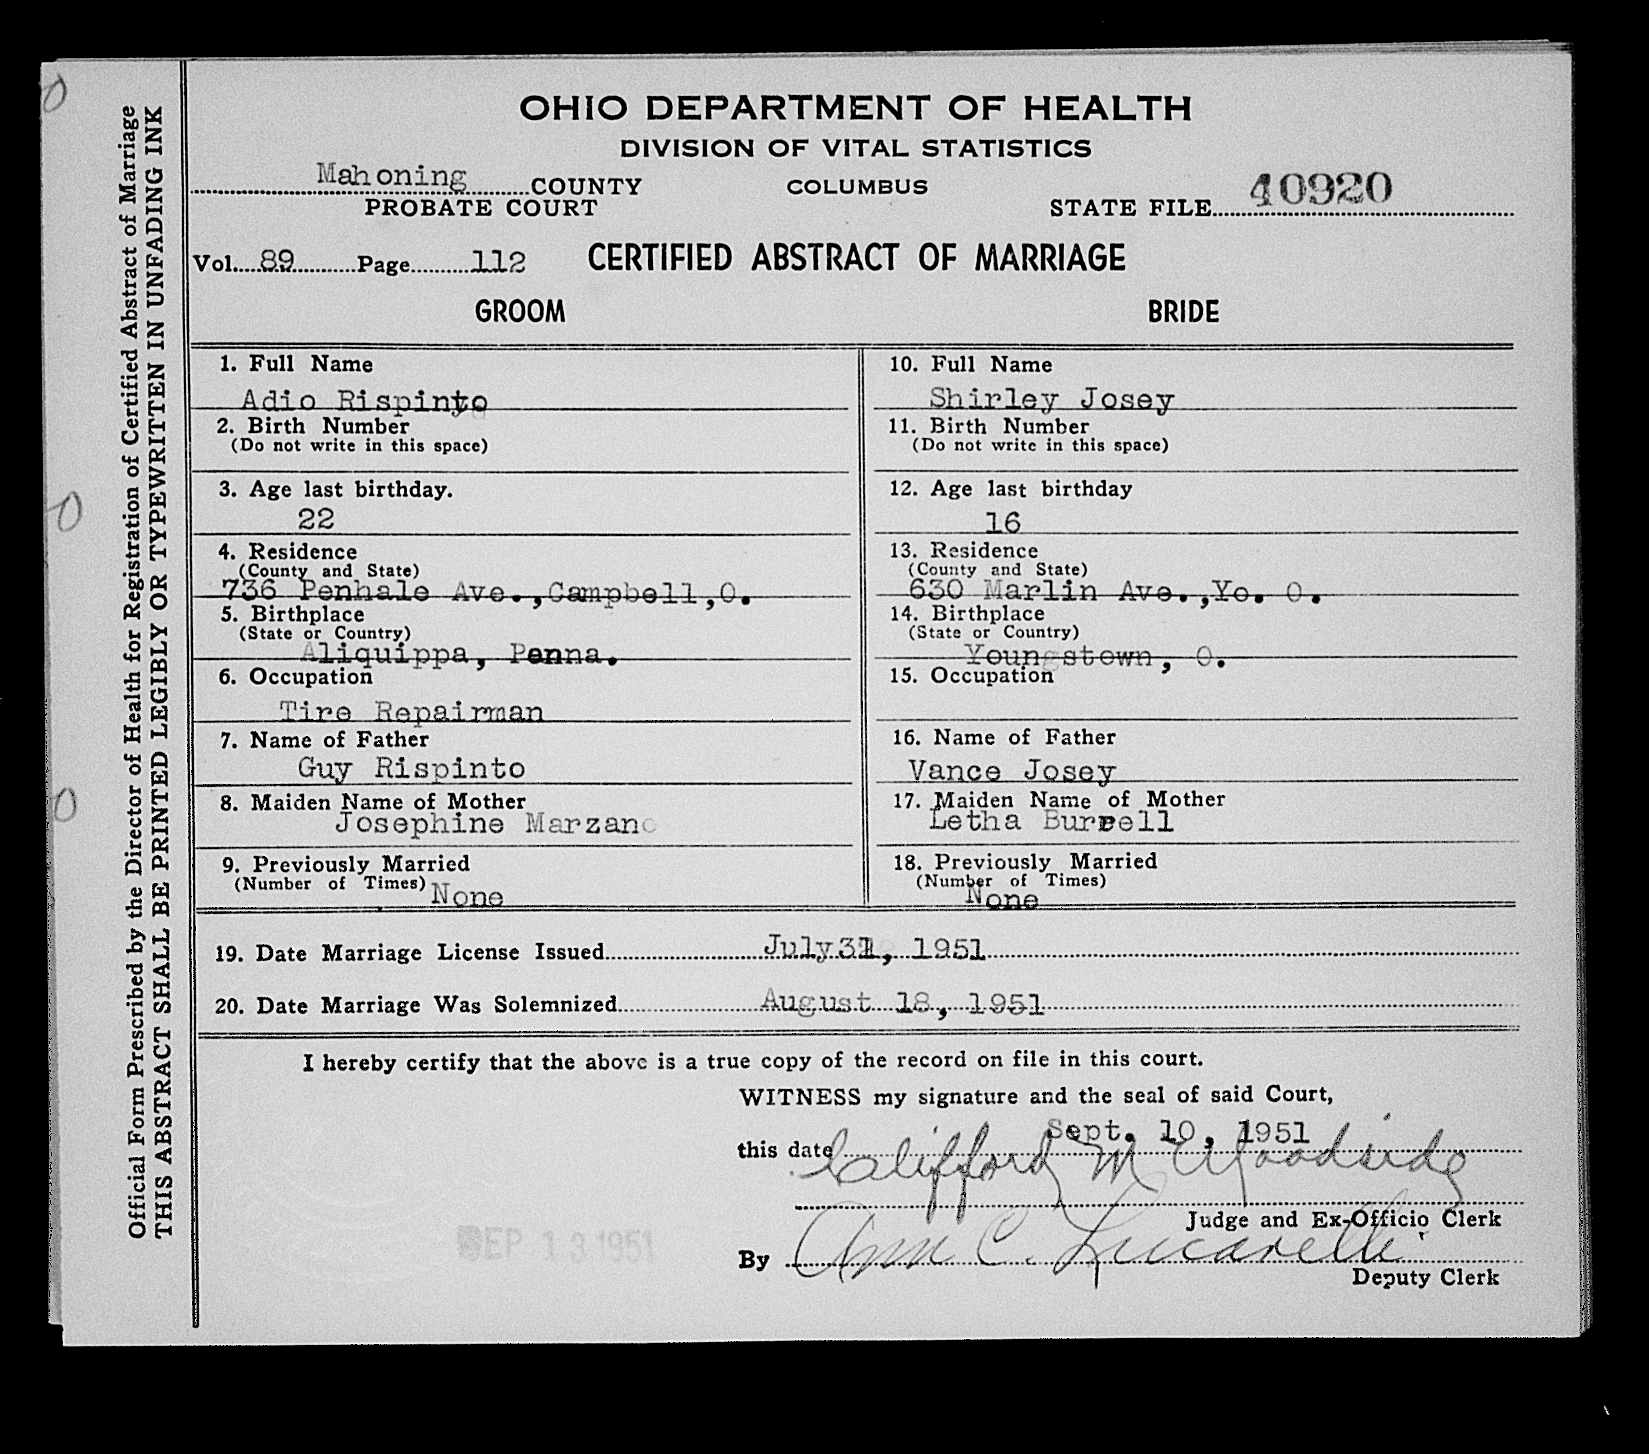 OHIO DEPARTMENT OF HEALTH
DIVISION OF VITAL STATISTICS
Mahoning COUNTY COLUMBUS
PROBATE COURT STATE FILE 40920
Vol. 89 Page 112 CERTIFIED ABSTRACT OF MARRIAGE
GROOM BRIDE
1. Full Name 10. Full Name
Adio Rispinto Shirley Josey
2. Birth Number 11. Birth Number
(Do not write in this space) (Do not write in this space)
3. Age last birthday. 12. Age last birthday
22 16
4. Residence 13. Residence
(County and State) (County and State)
736 Penhale Ave.,Campbell,O. 630 Marlin Ave.,Yo. O.
5. Birthplace 14. Birthplace
(State or Country) (State or Country)
Aliquippa, Penna. Youngstown, O.
6. Occupation 15. Occupation
Tire Repairman
7. Name of Father 16. Name of Father
Guy Rispinto Vance Josey
8. Maiden Name of Mother 17. Maiden Name of Mother
Josephine Marzano Letha Burrell
9. Previously Married 18. Previously Married
(Number of Times) None (Number of Times) None
19. Date Marriage License Issued July 31, 1951
20. Date Marriage Was Solemnized August 18, 1951
I hereby certify that the above is a true copy of the record on file in this court.
WITNESS my signature and the seal of said Court,
this date Sept. 10, 1951
Clifford M Woodside
Judge and Ex-Officio Clerk
SEP 13 1951
By Ann C. Lucarelli
Deputy Clerk
Official Form Prescribed by the Director of Health for Registration of Certified Abstract of Marriage
THIS ABSTRACT SHALL BE PRINTED LEGIBLY OR TYPEWRITTEN IN UNFADING INK